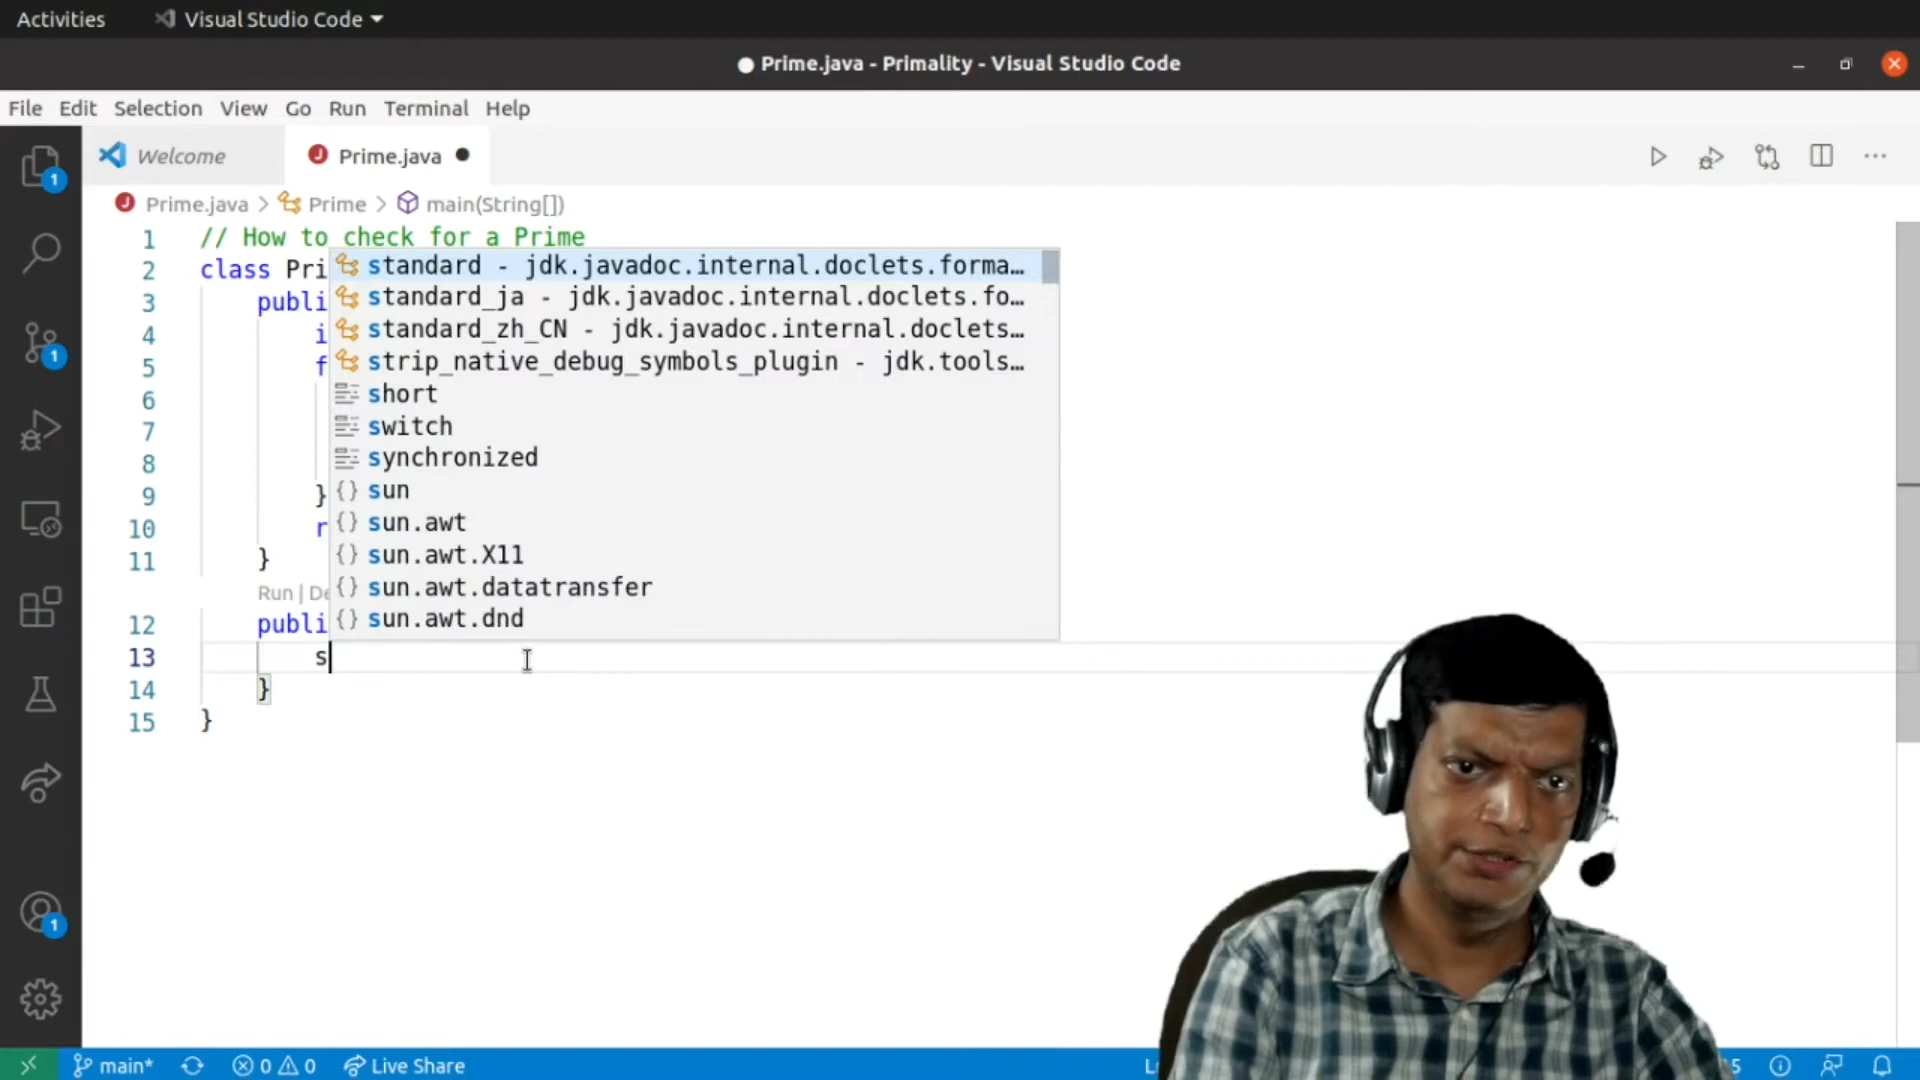 Activities Visual Studio Code
Prime.java - Primality - Visual Studio Code
File Edit Selection View Go Run Terminal Help
Welcome Prime.java
Prime.java > Prime > main(String[])
1 // How to check for a Prime
2 class Pri
standard - jdk.javadoc.internal.doclets.forma…
3 publi
standard_ja - jdk.javadoc.internal.doclets.fo…
4 i
standard_zh_CN - jdk.javadoc.internal.doclets…
5 f
strip_native_debug_symbols_plugin - jdk.tools…
6
short
7
switch
8
synchronized
9 }
sun
10 r
sun.awt
11 }
sun.awt.X11
Run | De
sun.awt.datatransfer
12 publi
sun.awt.dnd
13 s
14 }
15 }
1
1
1
main* 0 0 Live Share L 5